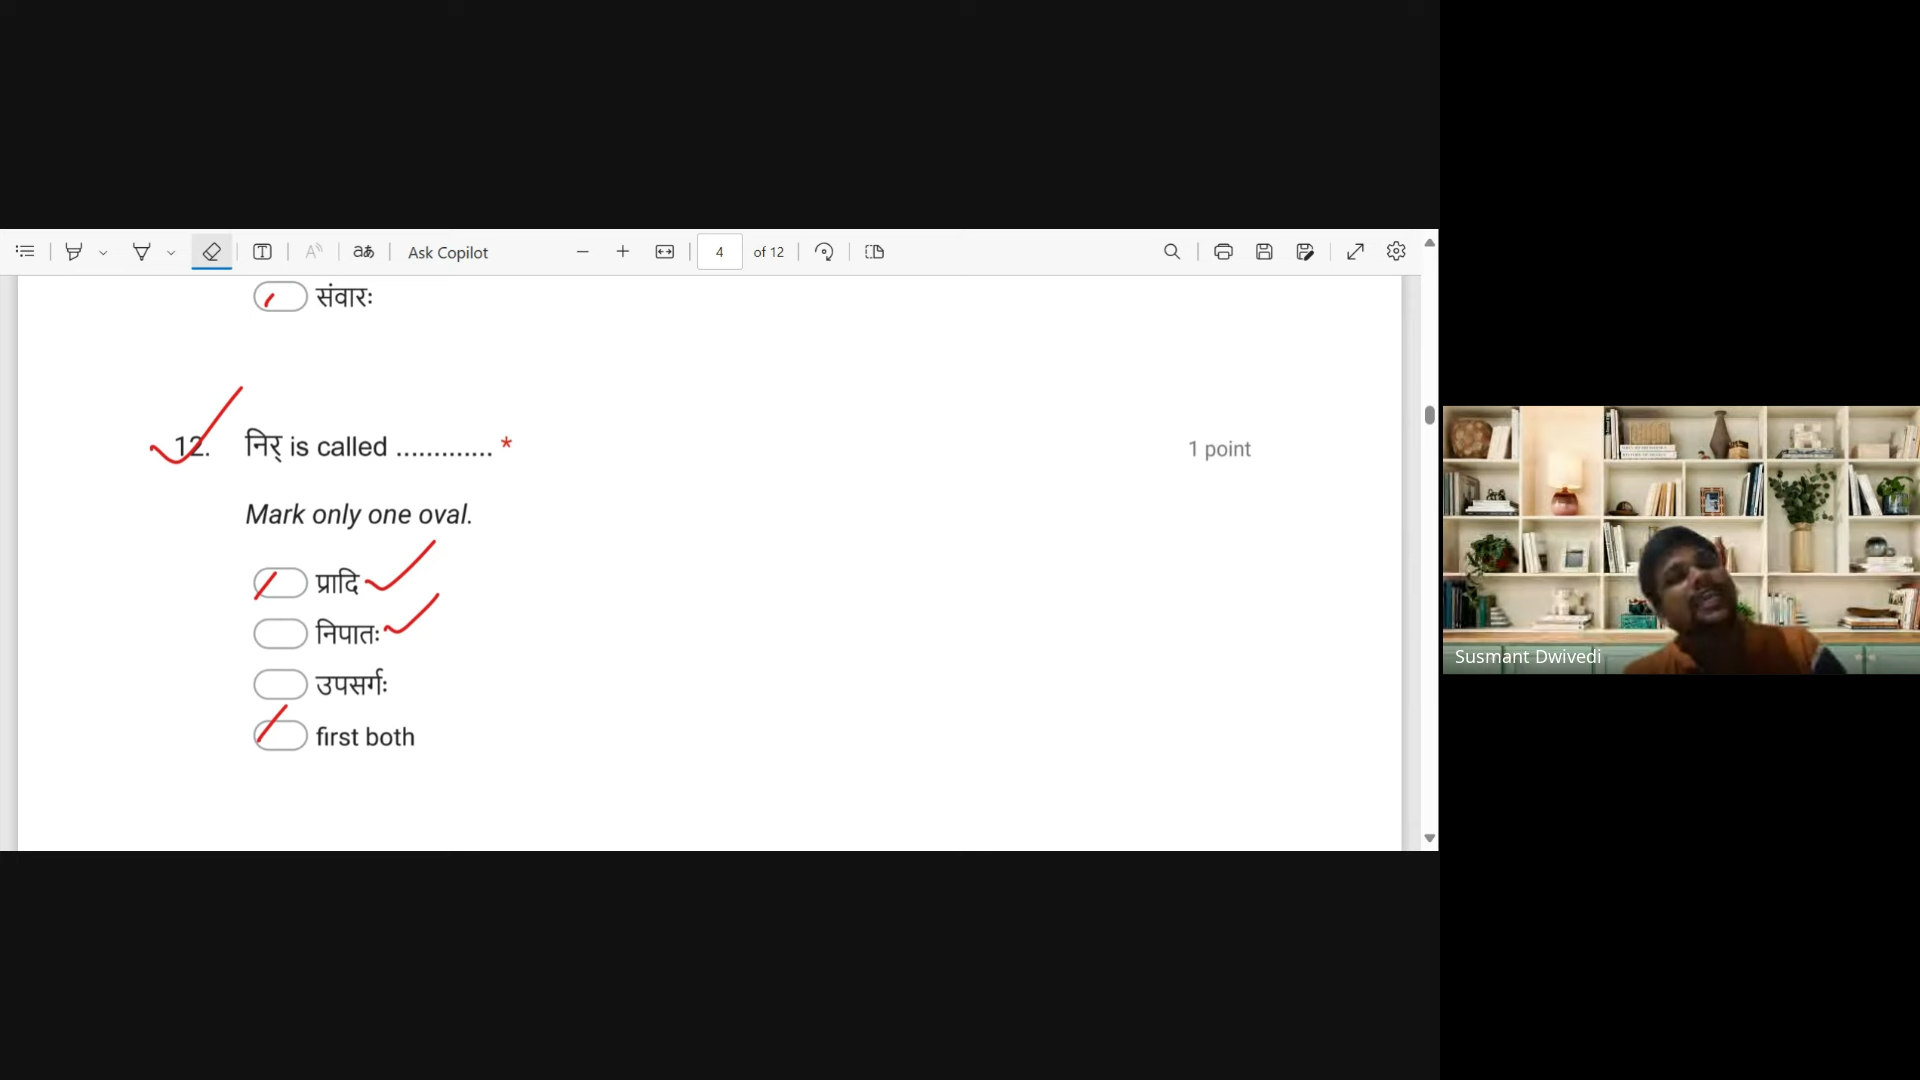 Ask Copilot
4 of 12
संवारः
12. निर् is called ............. *
1 point
Mark only one oval.
प्रादि
निपातः
उपसर्गः
first both
Susmant Dwivedi